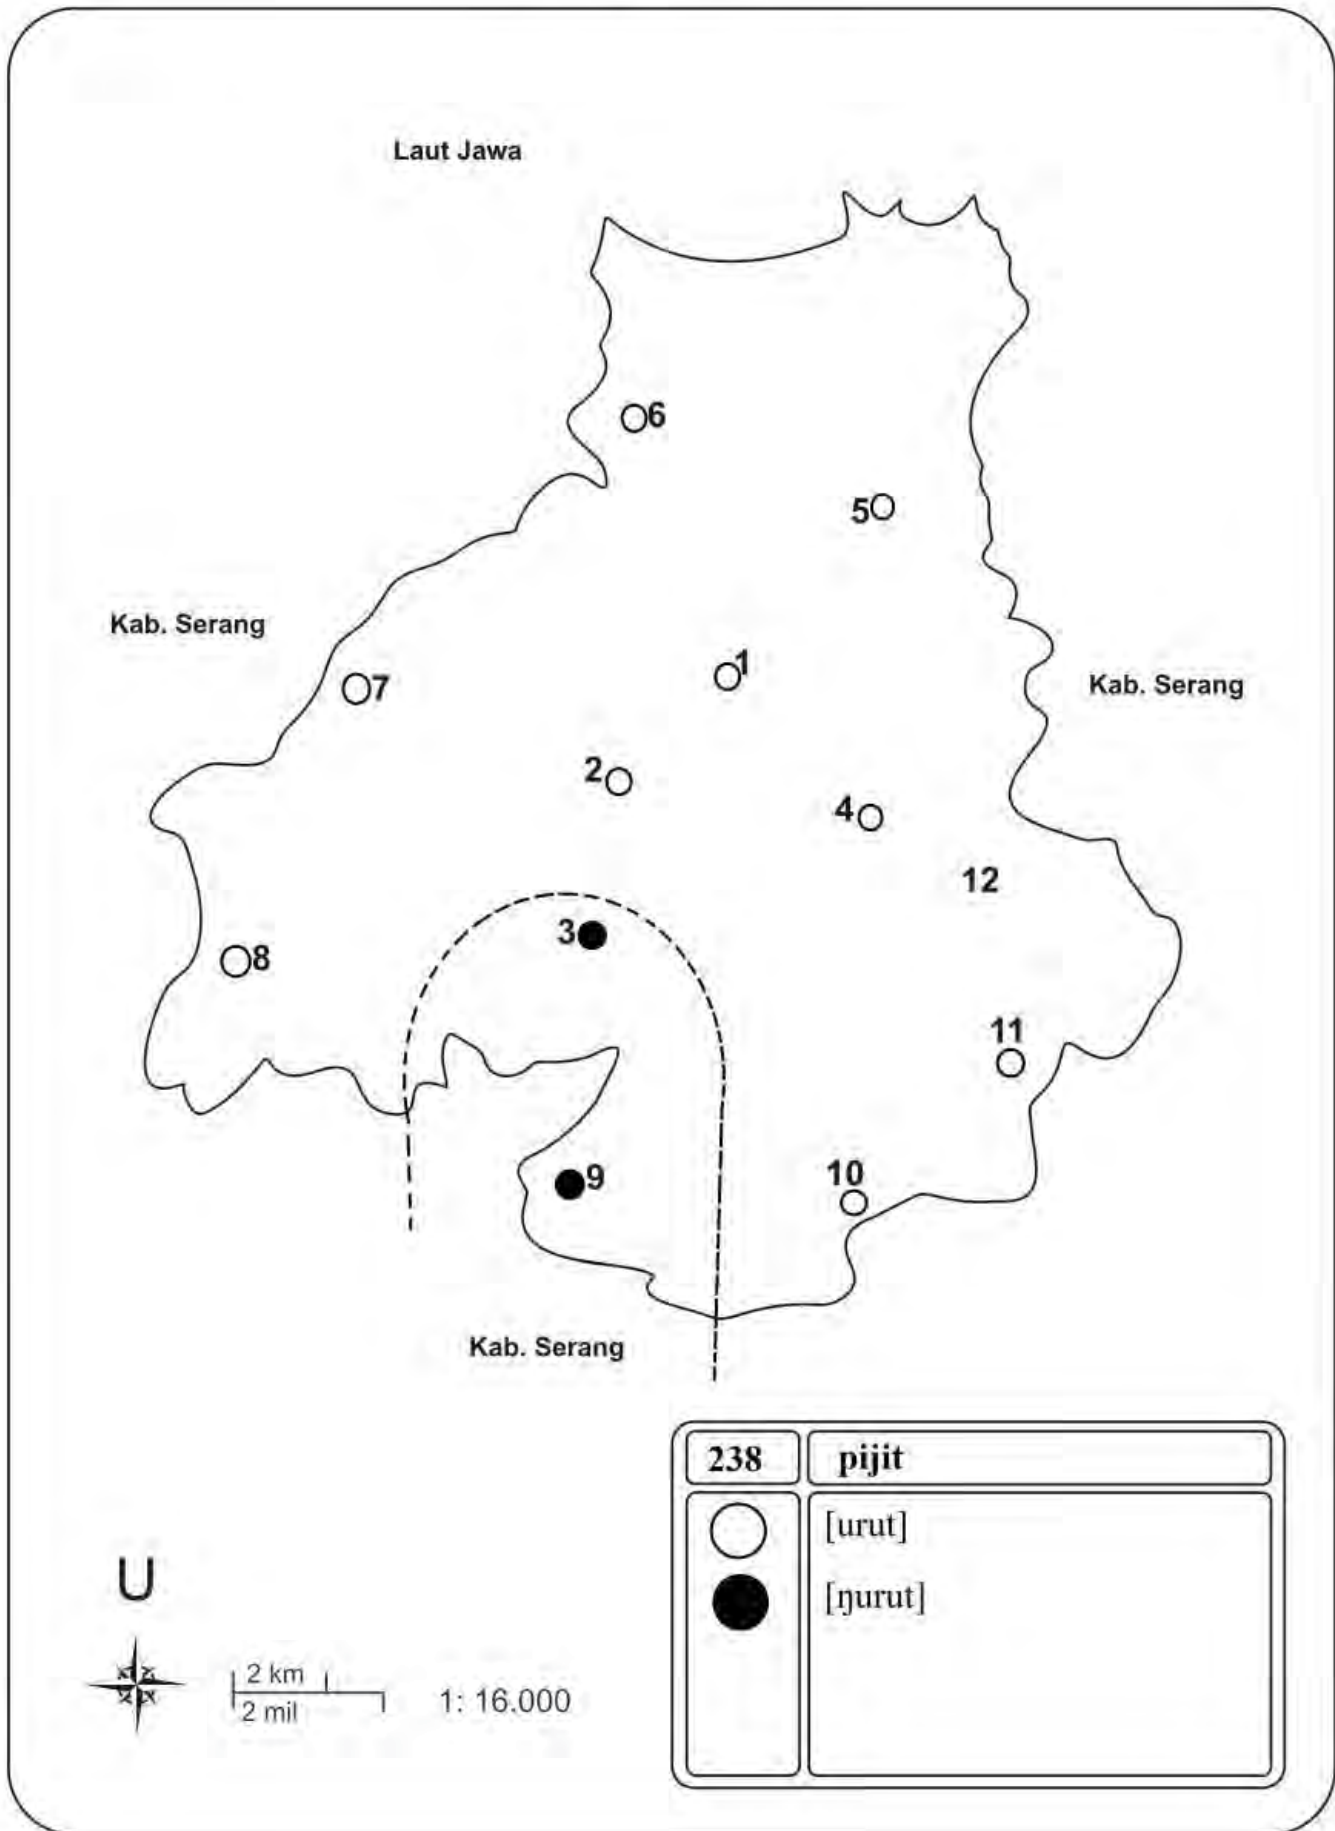 Laut Jawa
6
5
Kab. Serang
1
7
Kab. Serang
2
4
12
3
8
11
9
10
Kab. Serang
238 pijit
[urut]
[ŋurut]
U
2 km
2 mil
1: 16.000